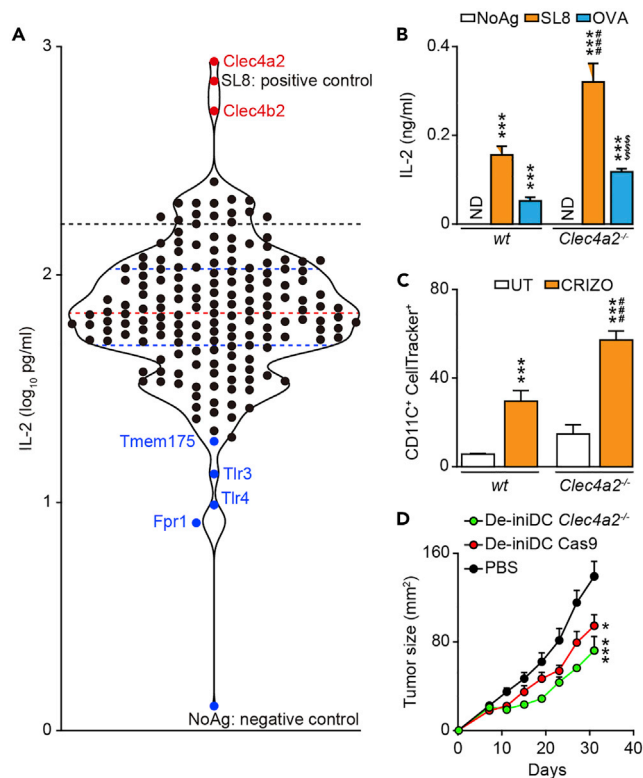 A
IL-2 (log10 pg/ml)
3
2
1
0
Clec4a2
SL8: positive control
Clec4b2
Tmem175
Tlr3
Tlr4
Fpr1
NoAg: negative control
B
NoAg SL8 OVA
IL-2 (ng/ml)
0.4
0.2
0
ND
***
***
ND
***
###
***
§§§
wt
Clec4a2-/-
C
UT CRIZO
CD11C+ CellTracker+
80
40
0
***
***
###
wt
Clec4a2-/-
D
De-iniDC Clec4a2-/-
De-iniDC Cas9
PBS
Tumor size (mm2)
160
80
0
*
***
0 10 20 30 40
Days